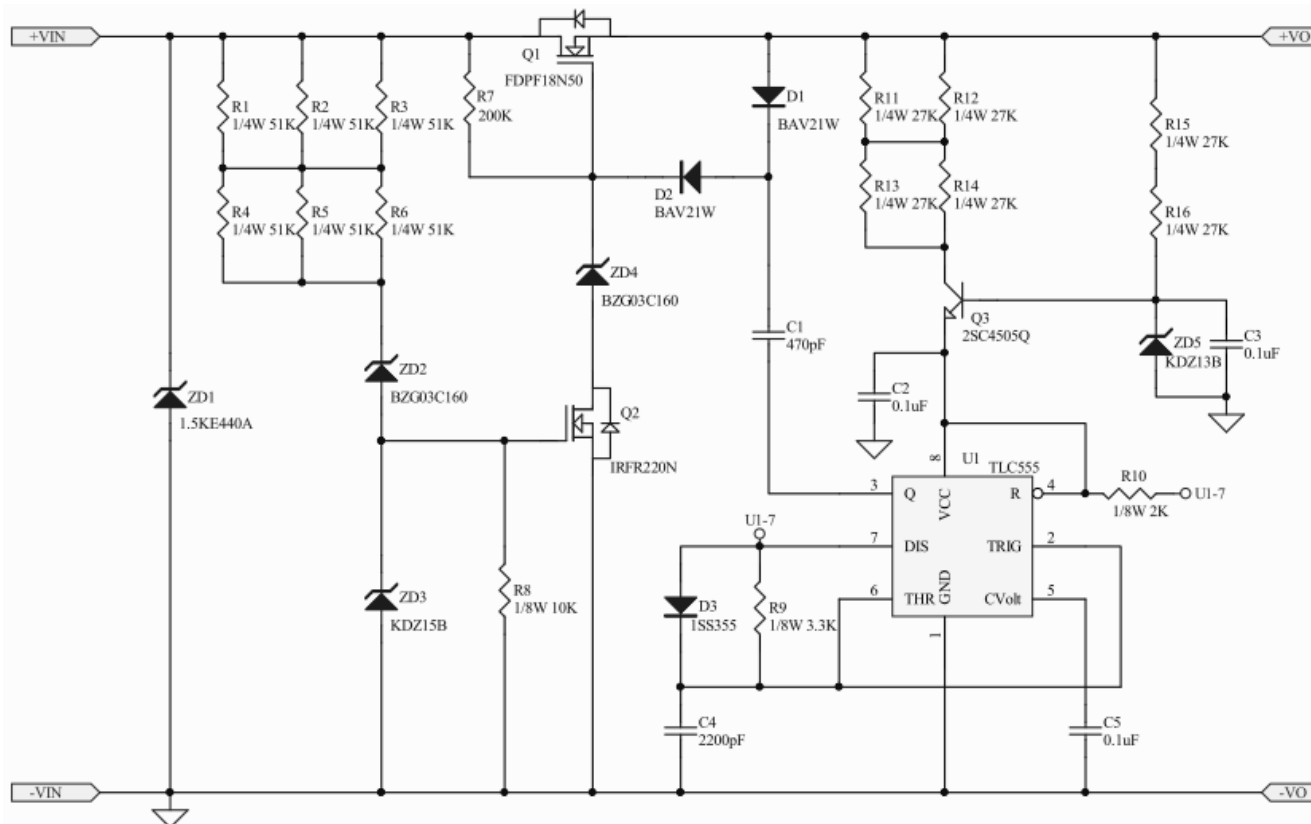 +VIN
+VO
Q1
FDPF18N50
R1
1/4W 51K
R2
1/4W 51K
R3
1/4W 51K
R7
200K
D1
BAV21W
R11
1/4W 27K
R12
1/4W 27K
R15
1/4W 27K
R4
1/4W 51K
R5
1/4W 51K
R6
1/4W 51K
D2
BAV21W
R13
1/4W 27K
R14
1/4W 27K
R16
1/4W 27K
ZD4
BZG03C160
Q3
2SC4505Q
C1
470pF
ZD5
KDZ13B
C3
0.1uF
ZD1
1.5KE440A
ZD2
BZG03C160
Q2
IRFR220N
C2
0.1uF
8
U1
TLC555
3
Q
VCC
R
4
R10
1/8W 2K
U1-7
U1-7
7
DIS
TRIG
2
6
THR
GND
CVolt
5
1
ZD3
KDZ15B
R8
1/8W 10K
D3
1SS355
R9
1/8W 3.3K
C4
2200pF
C5
0.1uF
-VIN
-VO